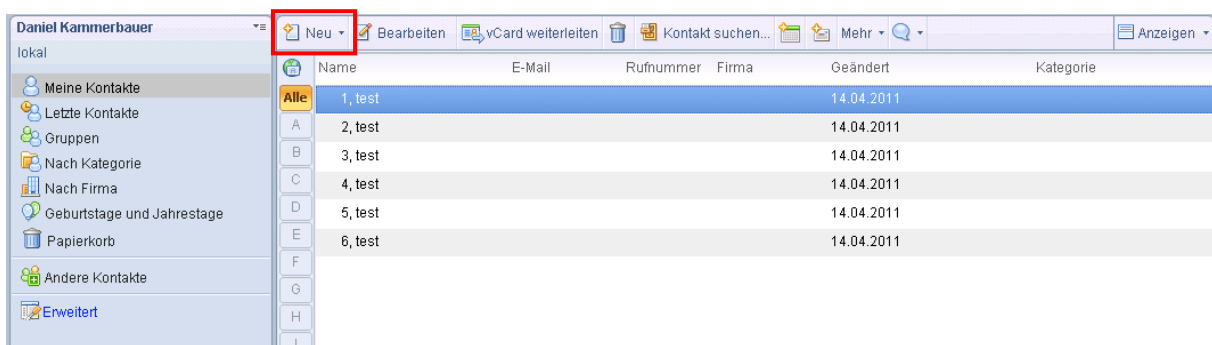 Daniel Kammerbauer
lokal
Meine Kontakte
Letzte Kontakte
Gruppen
Nach Kategorie
Nach Firma
Geburtstage und Jahrestage
Papierkorb
Andere Kontakte
Erweitert
Neu Bearbeiten vCard weiterleiten Kontakt suchen... Mehr Anzeigen
Name E-Mail Rufnummer Firma Geändert Kategorie
Alle 1, test 14.04.2011
A 2, test 14.04.2011
B 3, test 14.04.2011
C 4, test 14.04.2011
D 5, test 14.04.2011
E 6, test 14.04.2011
F
G
H